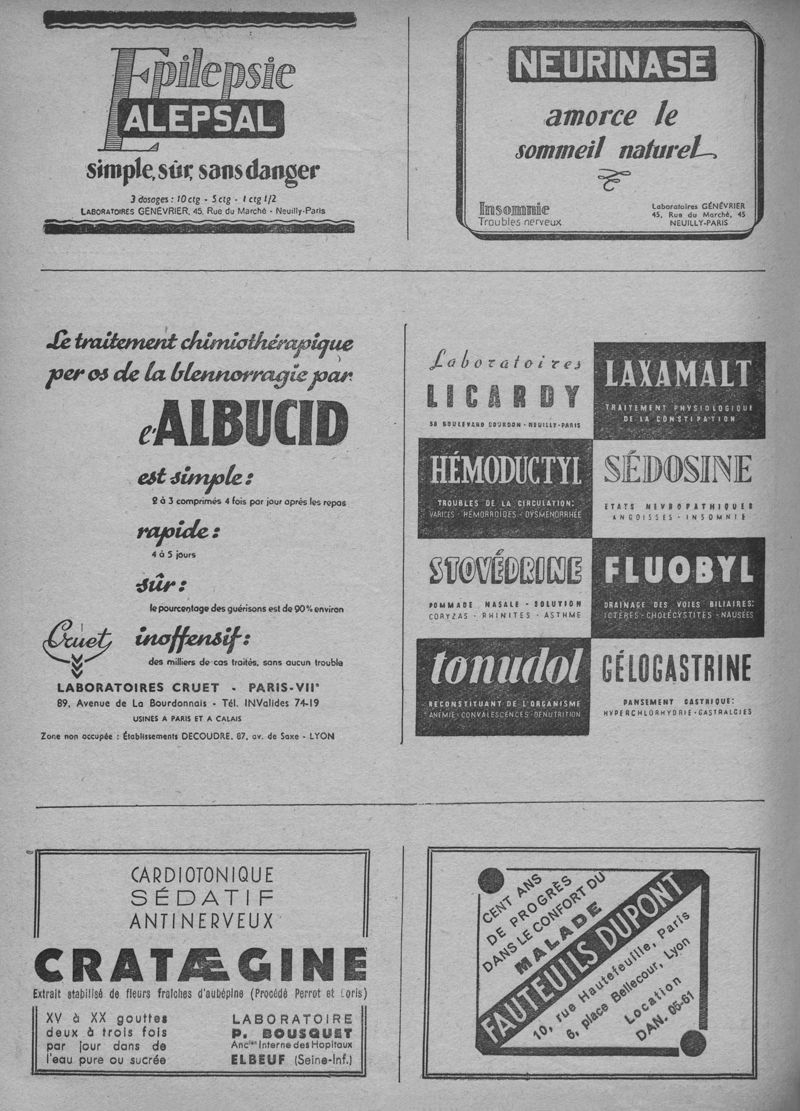 Epilepsie
ALEPSAL
simple, sûr, sans danger
3 dosages : 10 ctg - 5 ctg - 1 ctg 1/2
LABORATOIRES GENÉVRIER, 45, Rue du Marché - Neuilly-Paris
NEURINASE
amorce le
sommeil naturel
Insomnie
Troubles nerveux
Laboratoires GÉNÉVRIER
45, Rue du Marché, 45
NEUILLY-PARIS
Le traitement chimiothérapique
per os de la blennorragie par
l'ALBUCID
est simple :
2 à 3 comprimés 4 fois par jour après les repas
rapide :
4 à 5 jours
sûr :
le pourcentage des guérisons est de 90 % environ
Cruet
inoffensif :
des milliers de cas traités, sans aucun trouble
LABORATOIRES CRUET - PARIS-VIIe
89, Avenue de La Bourdonnais - Tél. INValides 74-19
USINES A PARIS ET A CALAIS
Zone non occupée : Établissements DECOUDRE, 67, av. de Saxe - LYON
Laboratoires
LICARDY
38 BOULEVARD BOURDON - NEUILLY-PARIS
LAXAMALT
TRAITEMENT PHYSIOLOGIQUE
DE LA CONSTIPATION
HÉMODUCTYL
TROUBLES DE LA CIRCULATION:
VARICES - HÉMORROIDES - DYSMENORRHÉE
SÉDOSINE
ETATS NEVROPATHIQUES
ANGOISSES - INSOMNIE
STOVÉDRINE
POMMADE NASALE - SOLUTION
CORYZAS - RHINITES - ASTHME
FLUOBYL
DRAINAGE DES VOIES BILIAIRES:
ICTÈRES - CHOLÉCYSTITES - NAUSÉES
tonudol
RECONSTITUANT DE L'ORGANISME
ANEMIE - CONVALESCENCES - DENUTRITION
GÉLOGASTRINE
PANSEMENT GASTRIQUE:
HYPERCHLORHYDRIE - GASTRALGIES
CARDIOTONIQUE
SÉDATIF
ANTINERVEUX
CRATÆGINE
Extrait stabilisé de fleurs fraîches d'aubépine (Procédé Perrot et Goris)
XV à XX gouttes
deux à trois fois
par jour dans de
l'eau pure ou sucrée
LABORATOIRE
P. BOUSQUET
Ancien Interne des Hopitaux
ELBEUF (Seine-Inf.)
CENT ANS
DE PROGRÈS
DANS LE CONFORT DU
MALADE
FAUTEUILS DUPONT
10, rue Hautefeuille, Paris
6, place Bellecour, Lyon
Location
DAN. 05-61